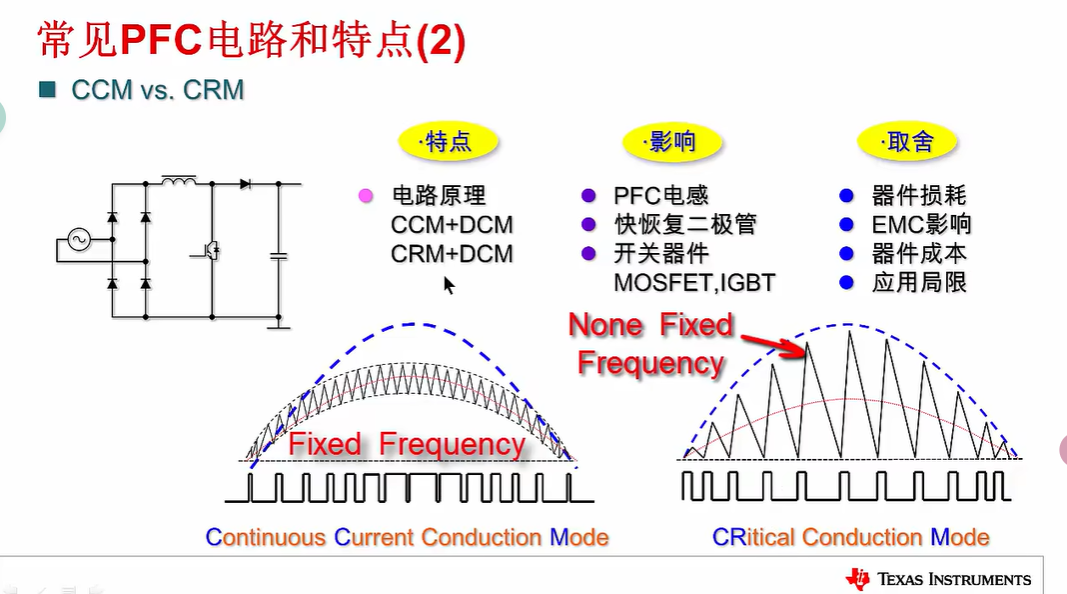 常见PFC电路和特点(2)
CCM vs. CRM
·特点
·影响
·取舍
电路原理
CCM+DCM
CRM+DCM
PFC电感
快恢复二极管
开关器件
MOSFET,IGBT
器件损耗
EMC影响
器件成本
应用局限
None Fixed
Frequency
Fixed Frequency
Continuous Current Conduction Mode
CRitical Conduction Mode
TEXAS INSTRUMENTS